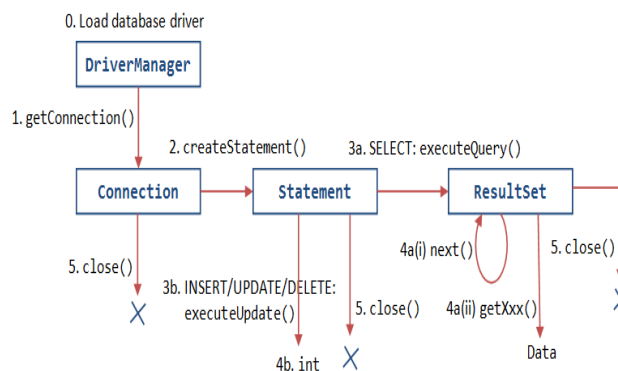 0. Load database driver
DriverManager
1. getConnection()
2. createStatement()
3a. SELECT: executeQuery()
Connection
Statement
ResultSet
4a(i) next()
5. close()
5. close()
3b. INSERT/UPDATE/DELETE:
executeUpdate()
5. close()
4a(ii) getXxx()
4b. int
Data